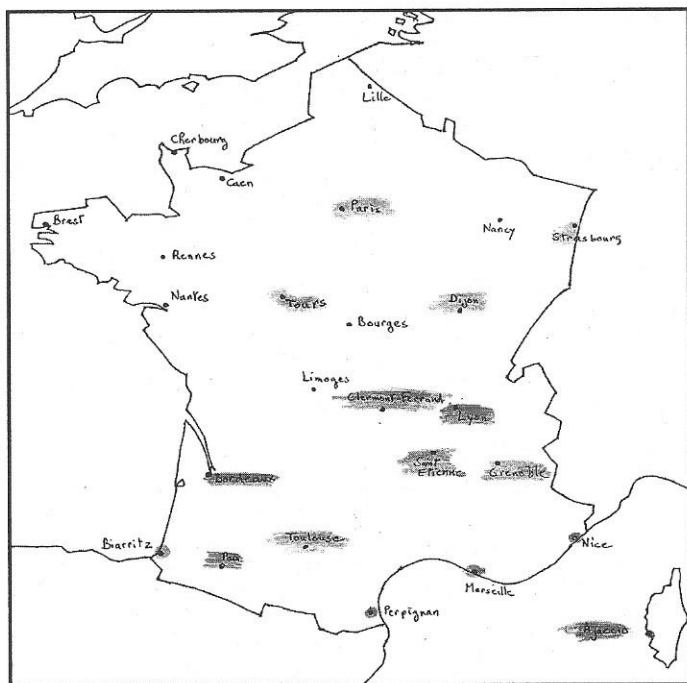 Lille
Cherbourg
Caen
Paris
Brest
Nancy
Strasbourg
Rennes
Nantes
Tours
Dijon
Bourges
Limoges
Clermont-Ferrand
Lyon
Saint
Etienne
Grenoble
Bordeaux
Biarritz
Pau
Toulouse
Nice
Marseille
Perpignan
Ajaccio